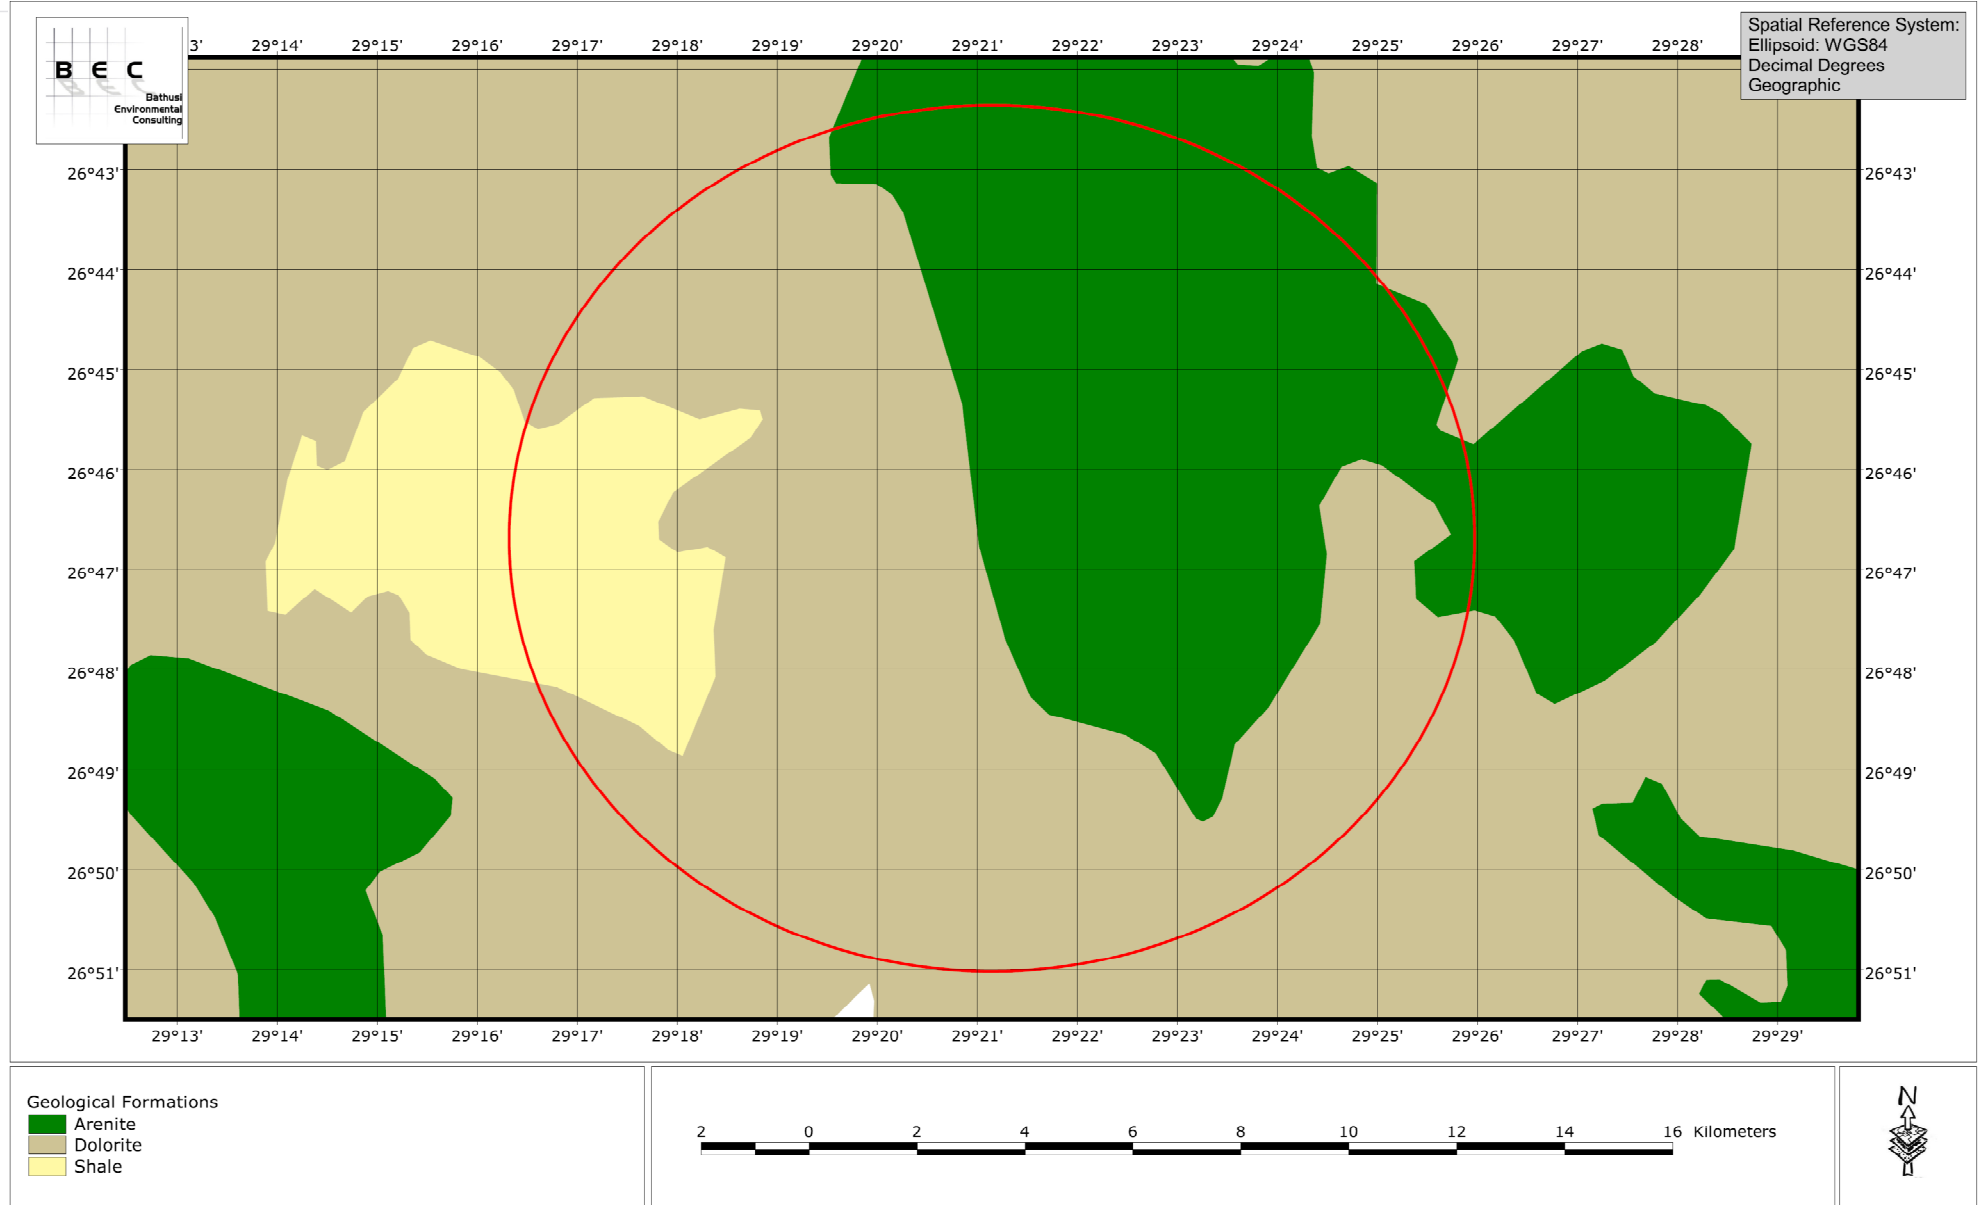 B E C
Bathusi
Environmental
Consulting
3' 29°14' 29°15' 29°16' 29°17' 29°18' 29°19' 29°20' 29°21' 29°22' 29°23' 29°24' 29°25' 29°26' 29°27' 29°28'
Spatial Reference System:
Ellipsoid: WGS84
Decimal Degrees
Geographic
26°43' 26°43'
26°44' 26°44'
26°45' 26°45'
26°46' 26°46'
26°47' 26°47'
26°48' 26°48'
26°49' 26°49'
26°50' 26°50'
26°51' 26°51'
29°13' 29°14' 29°15' 29°16' 29°17' 29°18' 29°19' 29°20' 29°21' 29°22' 29°23' 29°24' 29°25' 29°26' 29°27' 29°28' 29°29'
Geological Formations
Arenite
Dolorite
Shale
2 0 2 4 6 8 10 12 14 16 Kilometers
N